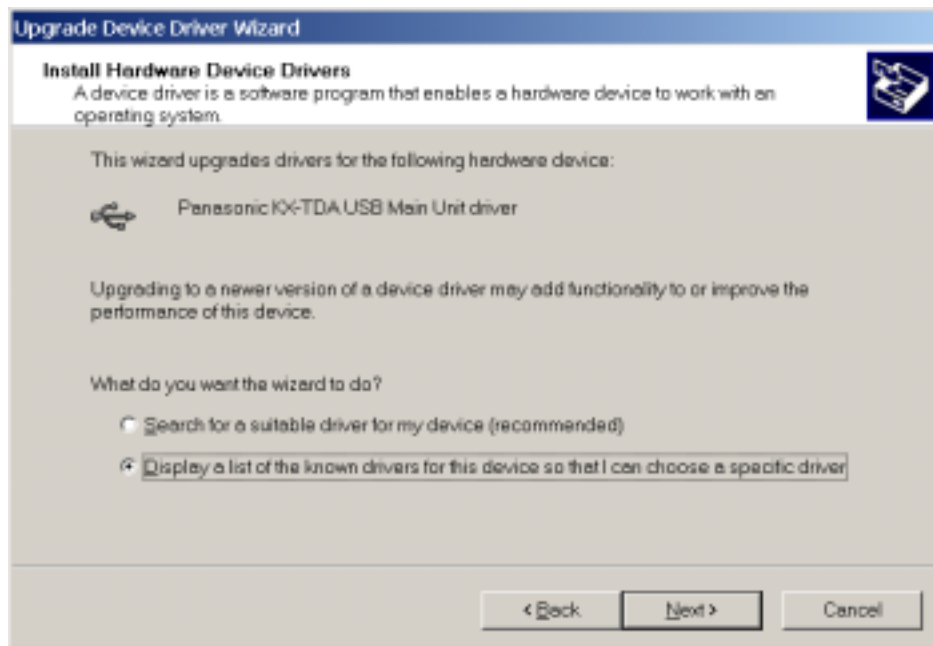 Upgrade Device Driver Wizard
Install Hardware Device Drivers
A device driver is a software program that enables a hardware device to work with an
operating system.
This wizard upgrades drivers for the following hardware device:
Panasonic KX-TDA USB Main Unit driver
Upgrading to a newer version of a device driver may add functionality to or improve the
performance of this device.
What do you want the wizard to do?
Search for a suitable driver for my device (recommended)
Display a list of the known drivers for this device so that I can choose a specific driver
< Back Next > Cancel